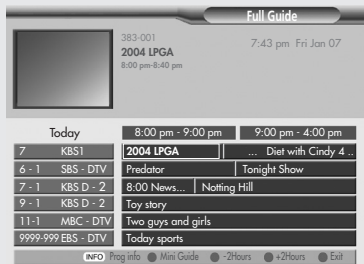 Full Guide
383-001
2004 LPGA
8:00 pm-8:40 pm
7:43 pm Fri Jan 07
Today 8:00 pm - 9:00 pm 9:00 pm - 4:00 pm
7 KBS1 2004 LPGA ... Diet with Cindy 4 ..
6 - 1 SBS - DTV Predator Tonight Show
7 - 1 KBS D - 2 8:00 News... Notting Hill
9 - 1 KBS D - 2 Toy story
11-1 MBC - DTV Two guys and girls
9999-999 EBS - DTV Today sports
INFO Prog info Mini Guide -2Hours +2Hours Exit